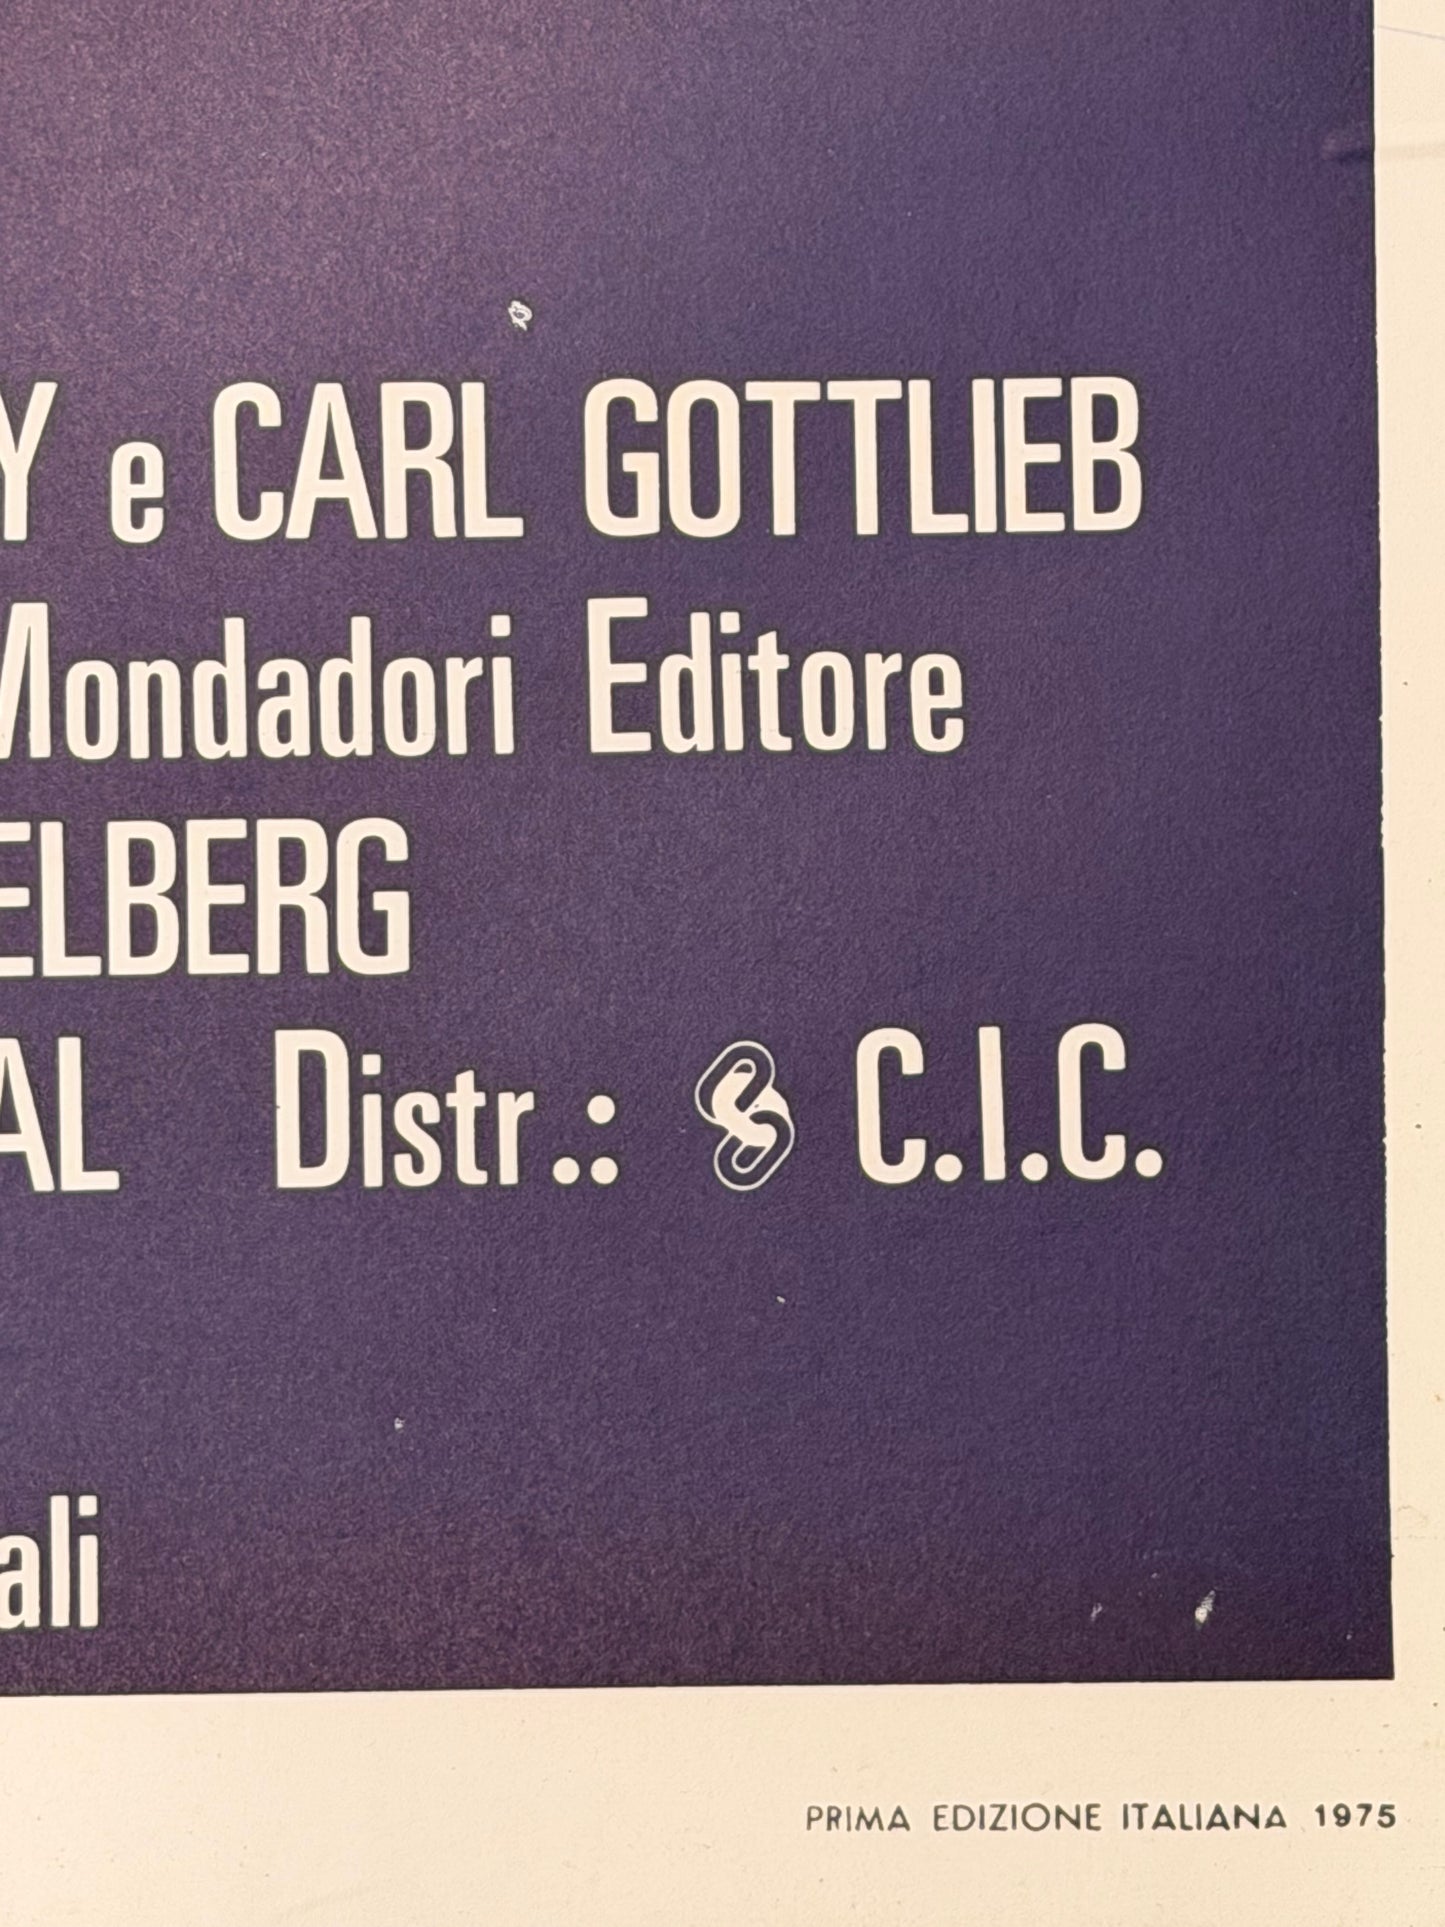 Y e CARL GOTTLIEB
Mondadori Editore
ELBERG
AL Distr.: C.I.C.
ali
PRIMA EDIZIONE ITALIANA 1975